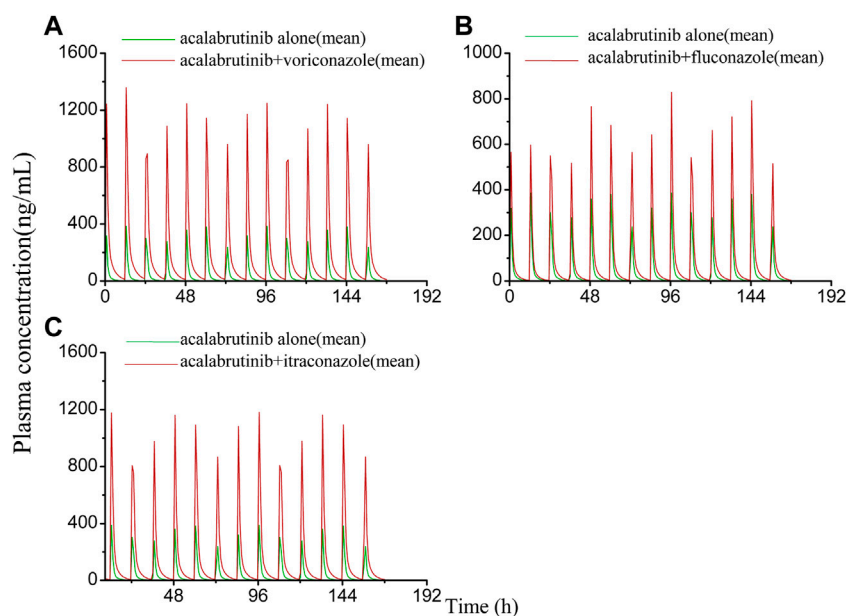 A
acalabrutinib alone(mean)
acalabrutinib+voriconazole(mean)
1600
1200
800
400
0
0 48 96 144 192
B
acalabrutinib alone(mean)
acalabrutinib+fluconazole(mean)
1000
800
600
400
200
0
0 48 96 144 192
C
acalabrutinib alone(mean)
acalabrutinib+itraconazole(mean)
1600
1200
800
400
0
48 96 144 192
Plasma concentration(ng/mL)
Time (h)